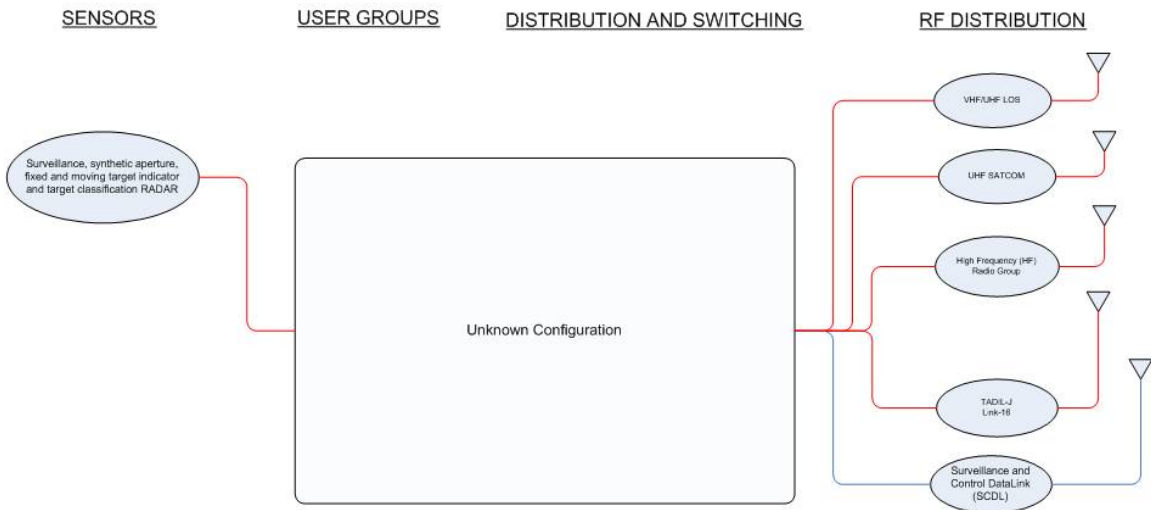 SENSORS
USER GROUPS
DISTRIBUTION AND SWITCHING
RF DISTRIBUTION
VHF/UHF LOS
Surveillance, synthetic aperture,
fixed and moving target indicator
and target classification RADAR
UHF SATCOM
High Frequency (HF)
Radio Group
Unknown Configuration
TADIL-J
Link-16
Surveillance and
Control DataLink
(SCDL)